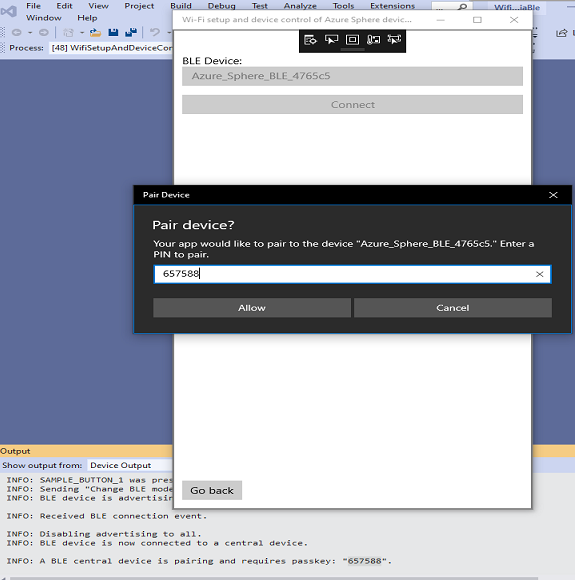 File Edit View Project Build Debug Test Analyze Tools Extensions
Window Help
Process: [48] WifiSetupAndDeviceCon
Wi-Fi setup and device control of Azure Sphere devic...
BLE Device:
Azure_Sphere_BLE_4765c5
Connect
Pair Device
Pair device?
Your app would like to pair to the device "Azure_Sphere_BLE_4765c5." Enter a
PIN to pair.
657588
Allow
Cancel
Go back
Output
Show output from: Device Output
INFO: SAMPLE_BUTTON_1 was pres
INFO: Sending "Change BLE mode
INFO: BLE device is advertisin
INFO: Received BLE connection event.
INFO: Disabling advertising to all.
INFO: BLE device is now connected to a central device.
INFO: A BLE central device is pairing and requires passkey: "657588".